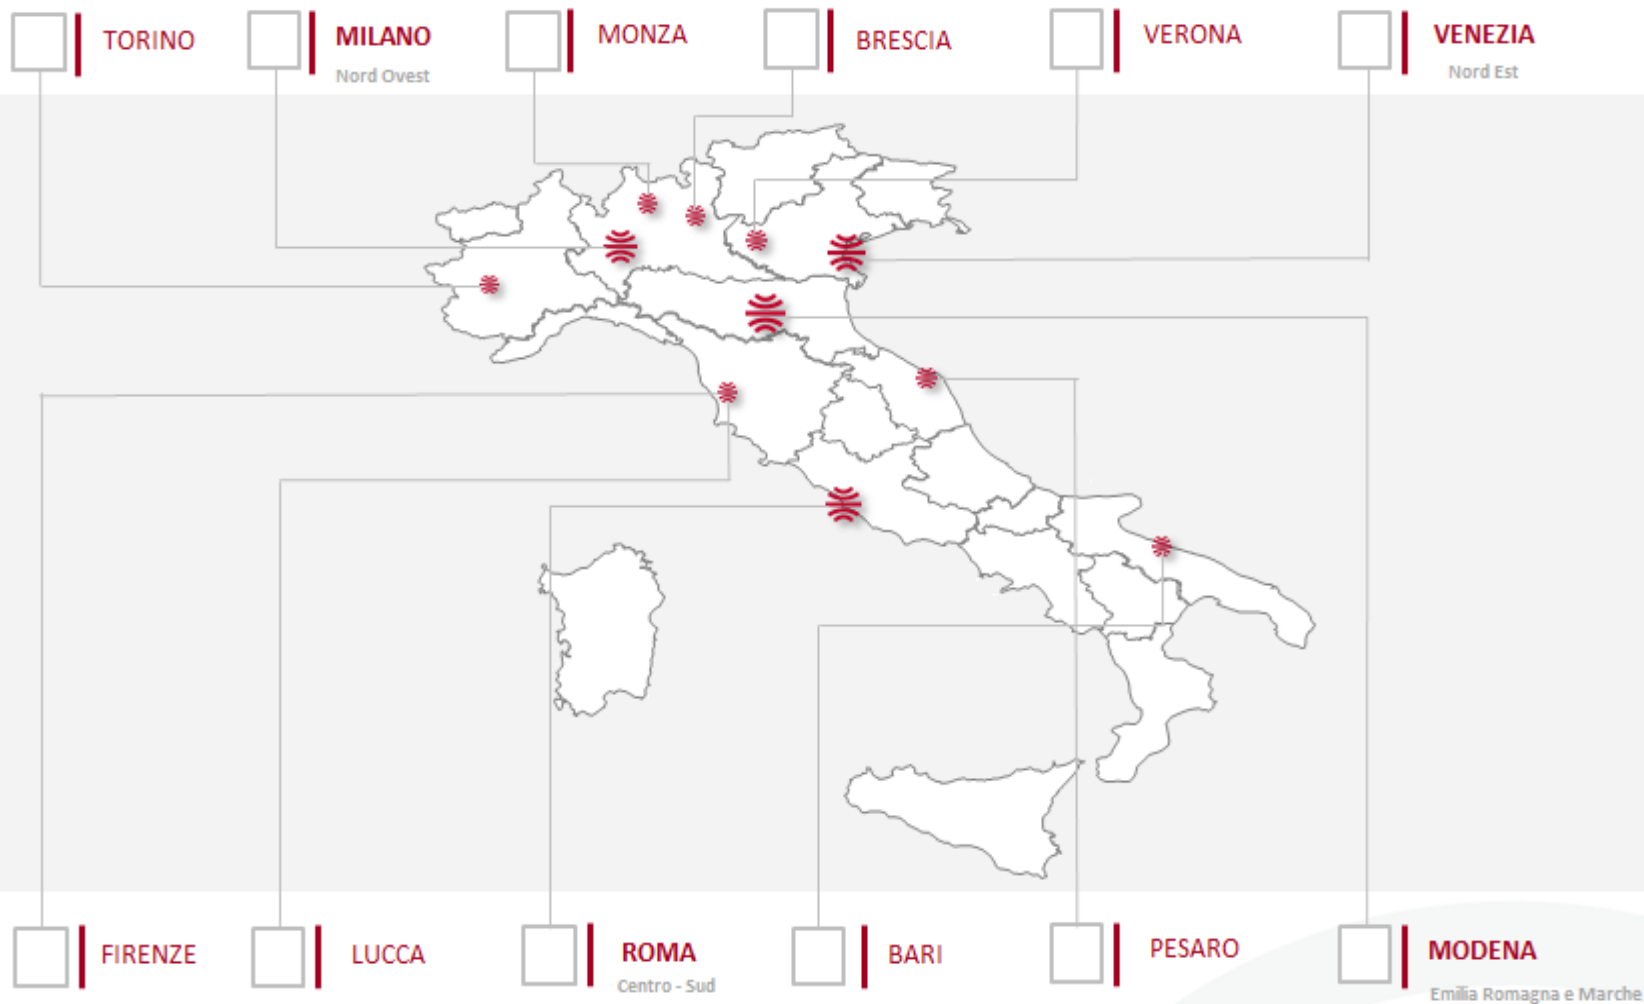 TORINO
MILANO
Nord Ovest
MONZA
BRESCIA
VERONA
VENEZIA
Nord Est
FIRENZE
LUCCA
ROMA
Centro - Sud
BARI
PESARO
MODENA
Emilia Romagna e Marche